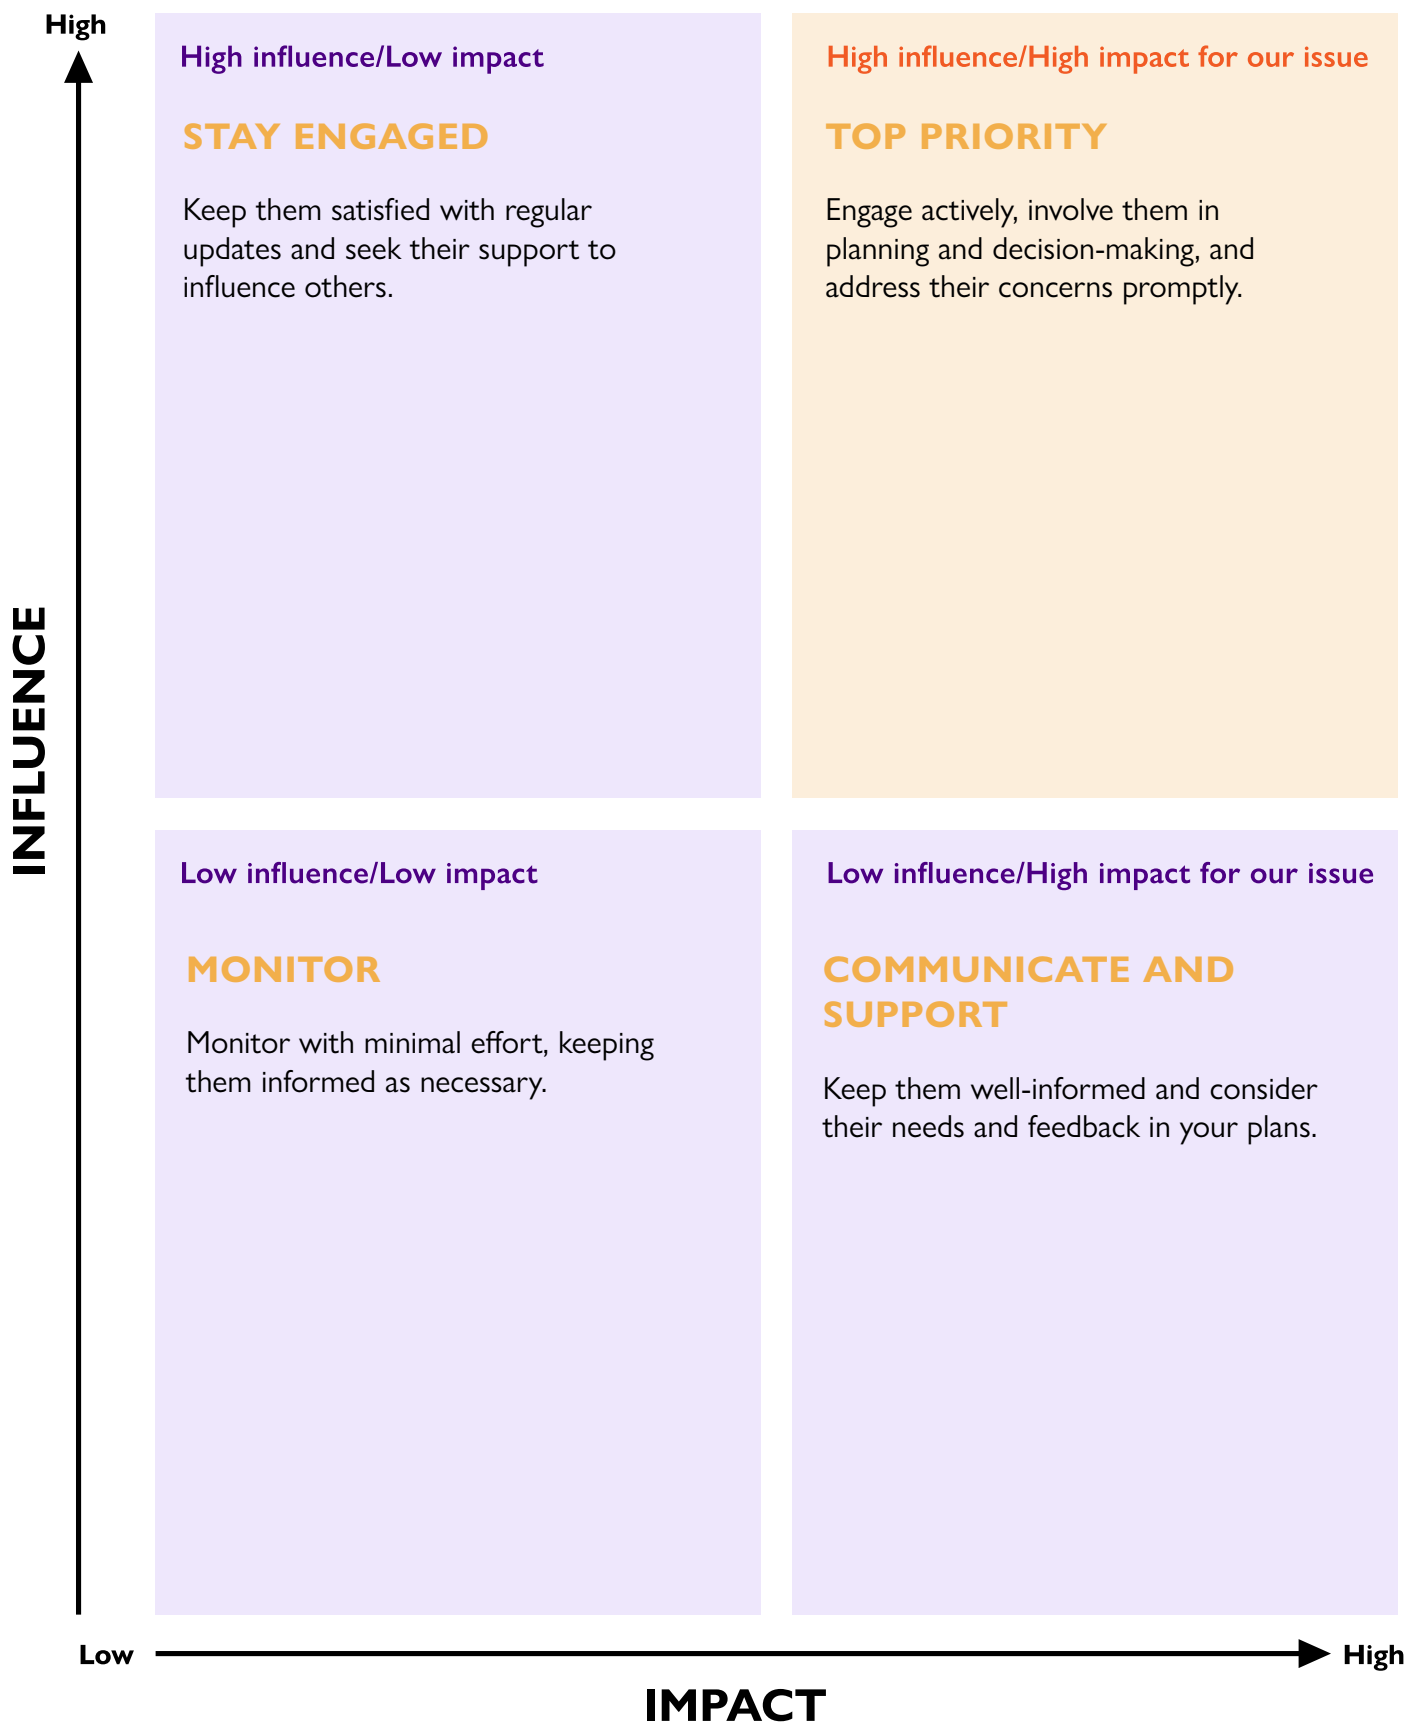 High
High influence/Low impact
STAY ENGAGED
Keep them satisfied with regular
updates and seek their support to
influence others.
High influence/High impact for our issue
TOP PRIORITY
Engage actively, involve them in
planning and decision-making, and
address their concerns promptly.
INFLUENCE
Low influence/Low impact
MONITOR
Monitor with minimal effort, keeping
them informed as necessary.
Low influence/High impact for our issue
COMMUNICATE AND
SUPPORT
Keep them well-informed and consider
their needs and feedback in your plans.
Low
High
IMPACT